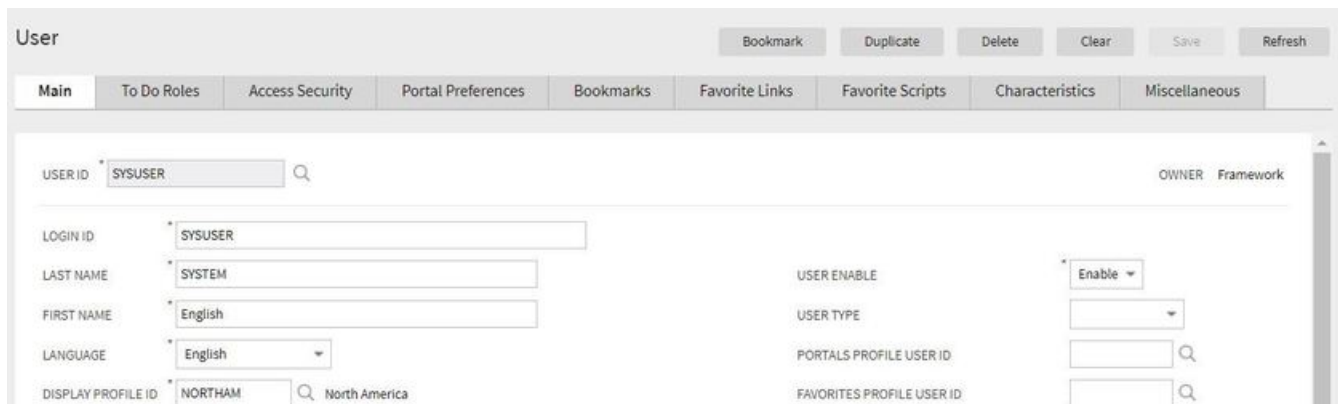 User Bookmark Duplicate Delete Clear Save Refresh
Main To Do Roles Access Security Portal Preferences Bookmarks Favorite Links Favorite Scripts Characteristics Miscellaneous
USER ID * SYSUSER OWNER Framework
LOGIN ID * SYSUSER
LAST NAME * SYSTEM USER ENABLE * Enable
FIRST NAME * English USER TYPE
LANGUAGE * English PORTALS PROFILE USER ID
DISPLAY PROFILE ID * NORTHAM North America FAVORITES PROFILE USER ID